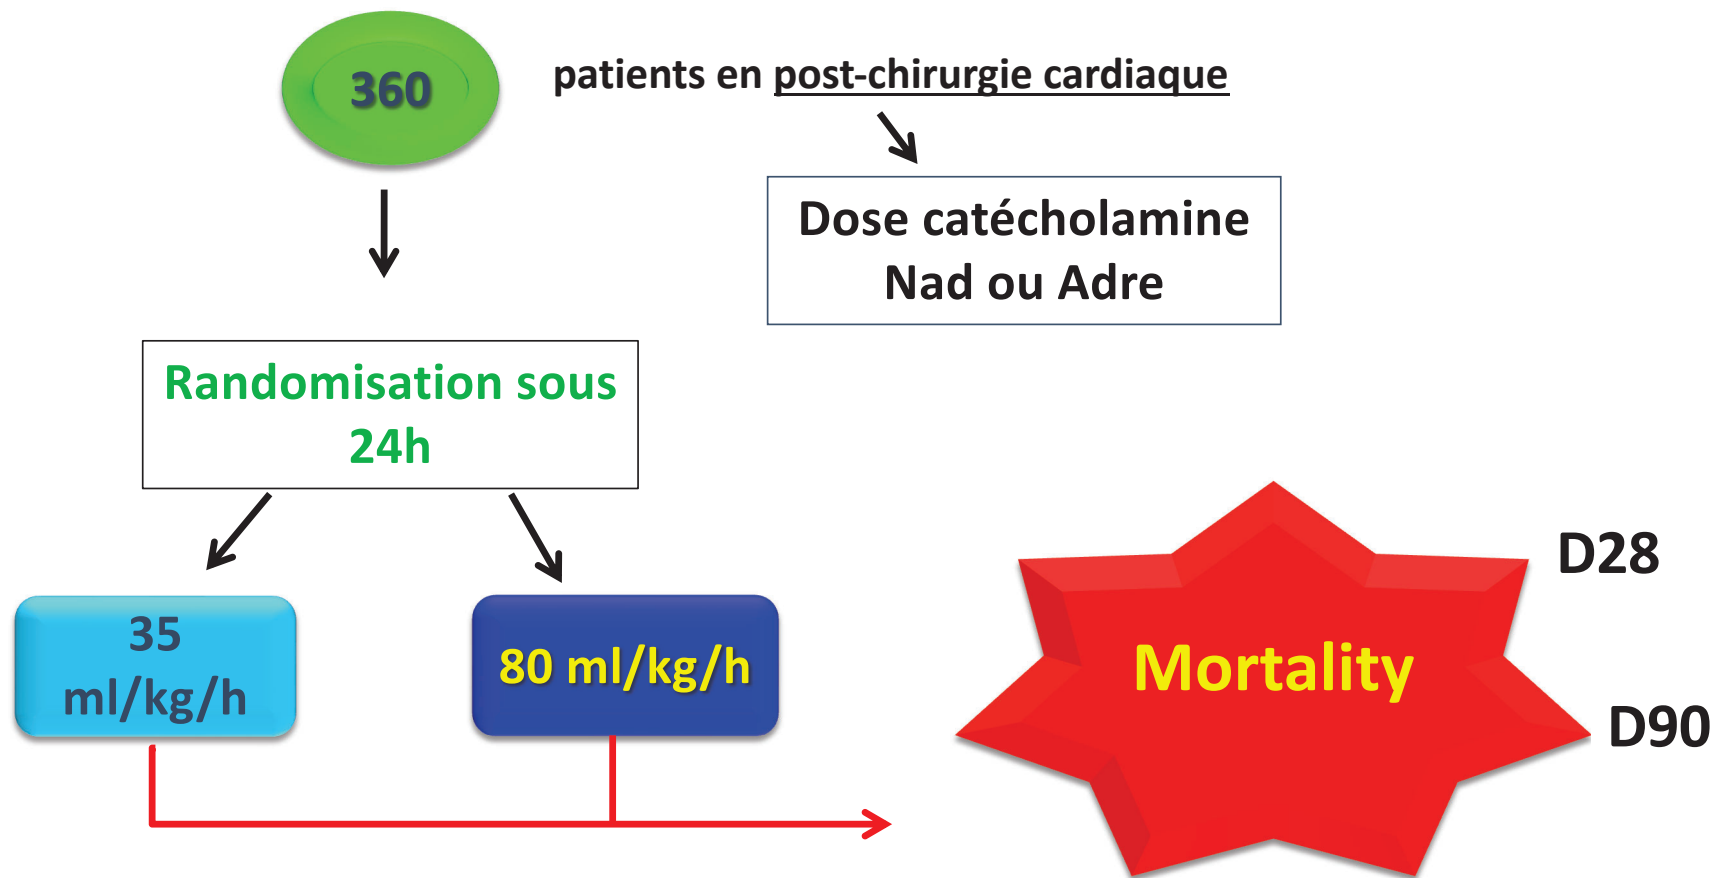 360
patients en post-chirurgie cardiaque
Dose catécholamine
Nad ou Adre
Randomisation sous
24h
35
ml/kg/h
80 ml/kg/h
Mortality
D28
D90